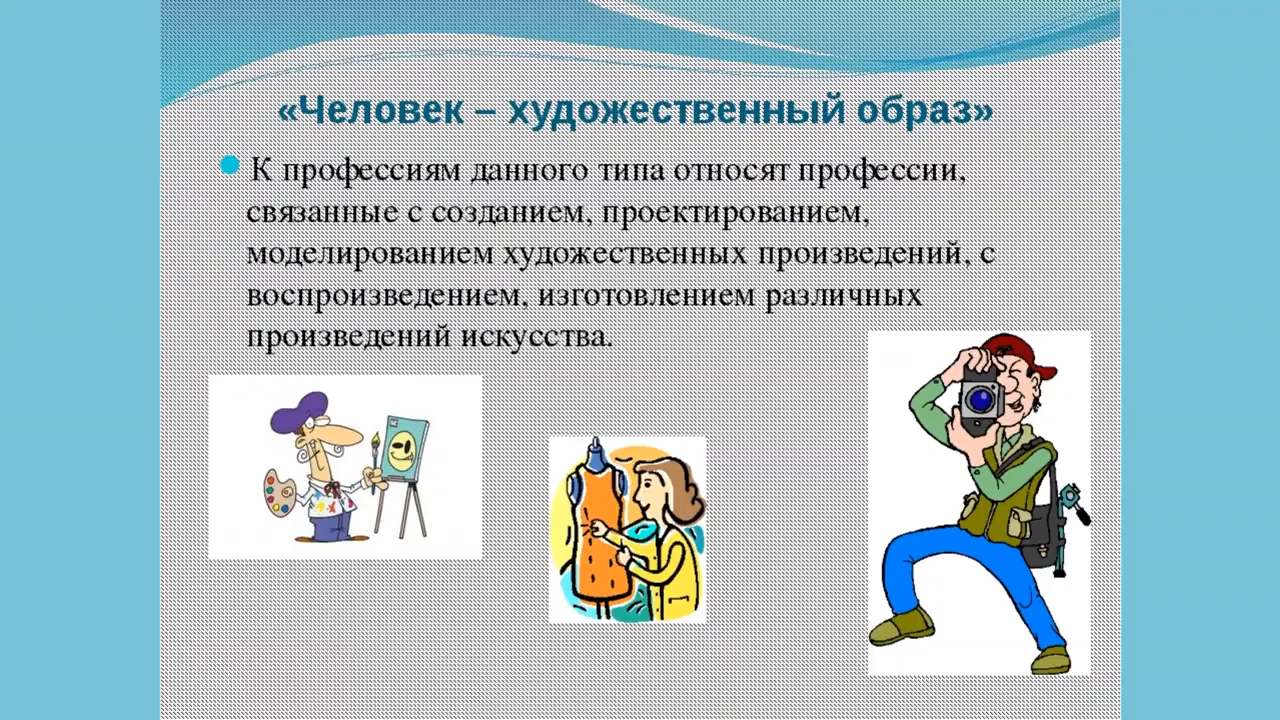 «Человек – художественный образ»
К профессиям данного типа относят профессии,
связанные с созданием, проектированием,
моделированием художественных произведений, с
воспроизведением, изготовлением различных
произведений искусства.